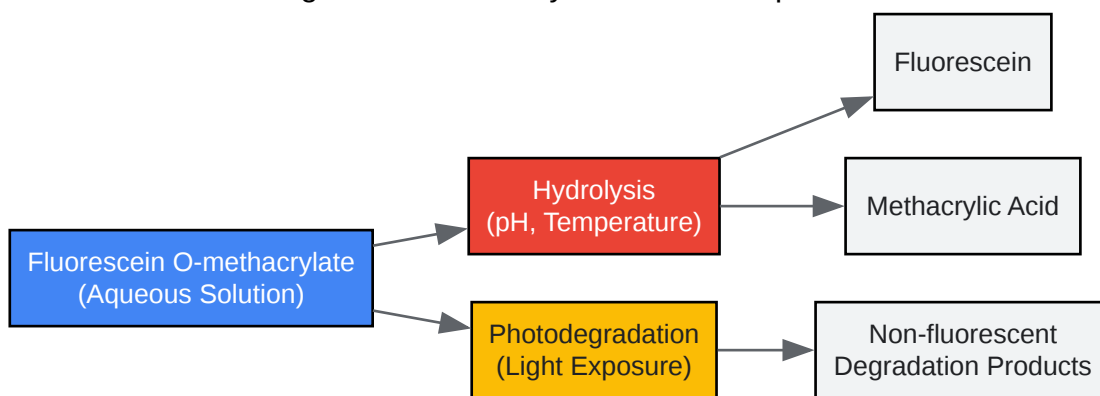 Fluorescein O-methacrylate
(Aqueous Solution)
Hydrolysis
(pH, Temperature)
Photodegradation
(Light Exposure)
Fluorescein
Methacrylic Acid
Non-fluorescent
Degradation Products